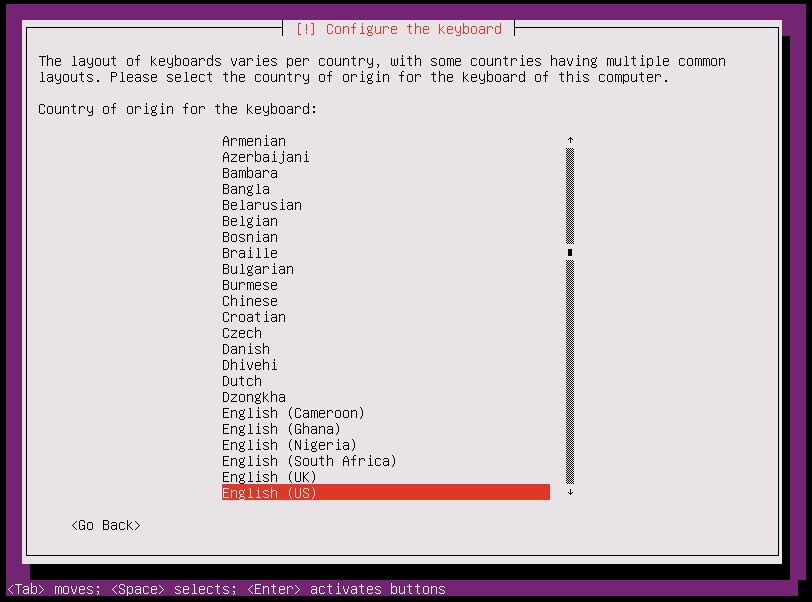 [!] Configure the keyboard
The layout of keyboards varies per country, with some countries having multiple common
layouts. Please select the country of origin for the keyboard of this computer.
Country of origin for the keyboard:
Armenian
Azerbaijani
Bambara
Bangla
Belarusian
Belgian
Bosnian
Braille
Bulgarian
Burmese
Chinese
Croatian
Czech
Danish
Dhivehi
Dutch
Dzongkha
English (Cameroon)
English (Ghana)
English (Nigeria)
English (South Africa)
English (UK)
English (US)
<Go Back>
<Tab> moves; <Space> selects; <Enter> activates buttons